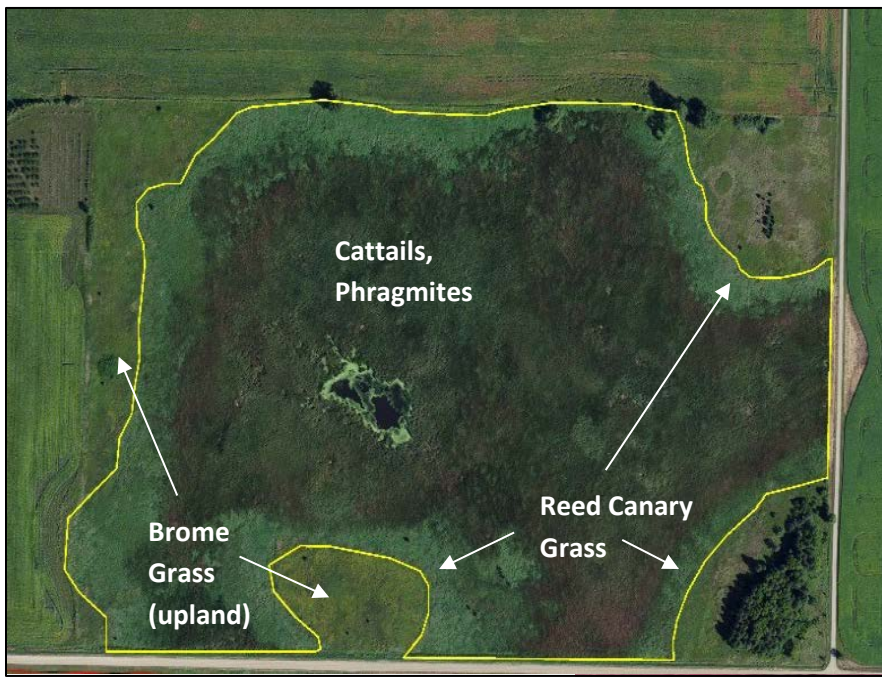 Cattails,
Phragmites
Brome
Grass
(upland)
Reed Canary
Grass